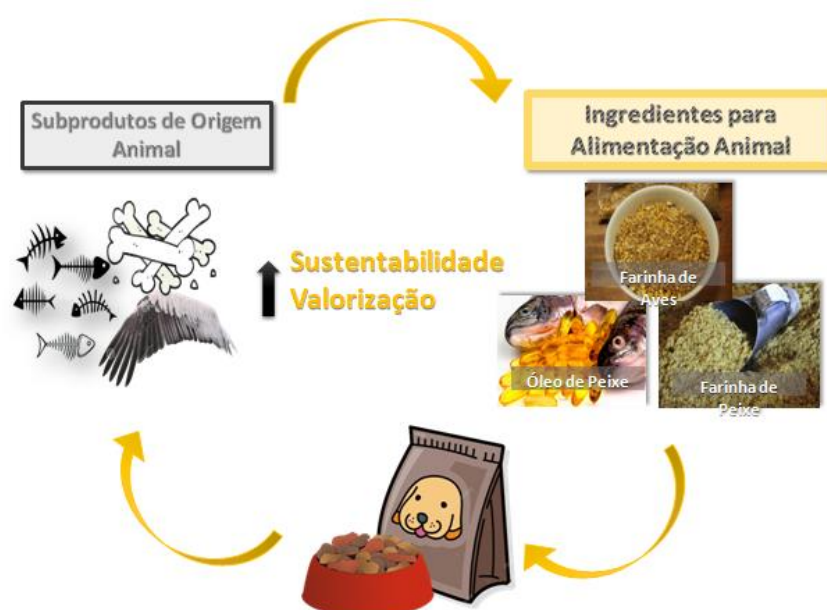 Subprodutos de Origem
Animal
Ingredientes para
Alimentação Animal
Sustentabilidade
Valorização
Farinha de
Aves
Óleo de Peixe
Farinha de
Peixe